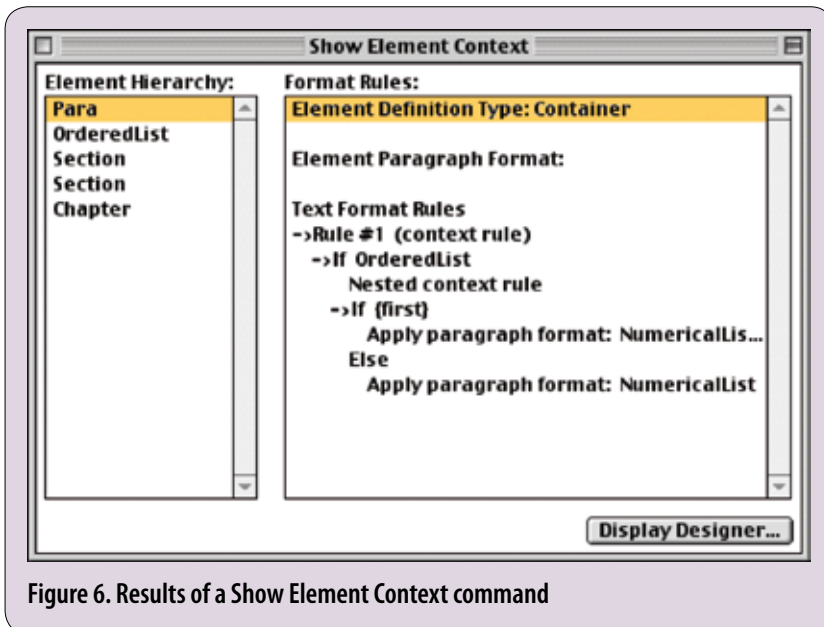 Show Element Context
Element Hierarchy:
Para
OrderedList
Section
Section
Chapter
Format Rules:
Element Definition Type: Container
Element Paragraph Format:
Text Format Rules
->Rule #1 (context rule)
->If OrderedList
Nested context rule
->If {first}
Apply paragraph format: NumericalLis...
Else
Apply paragraph format: NumericalList
Display Designer...
Figure 6. Results of a Show Element Context command